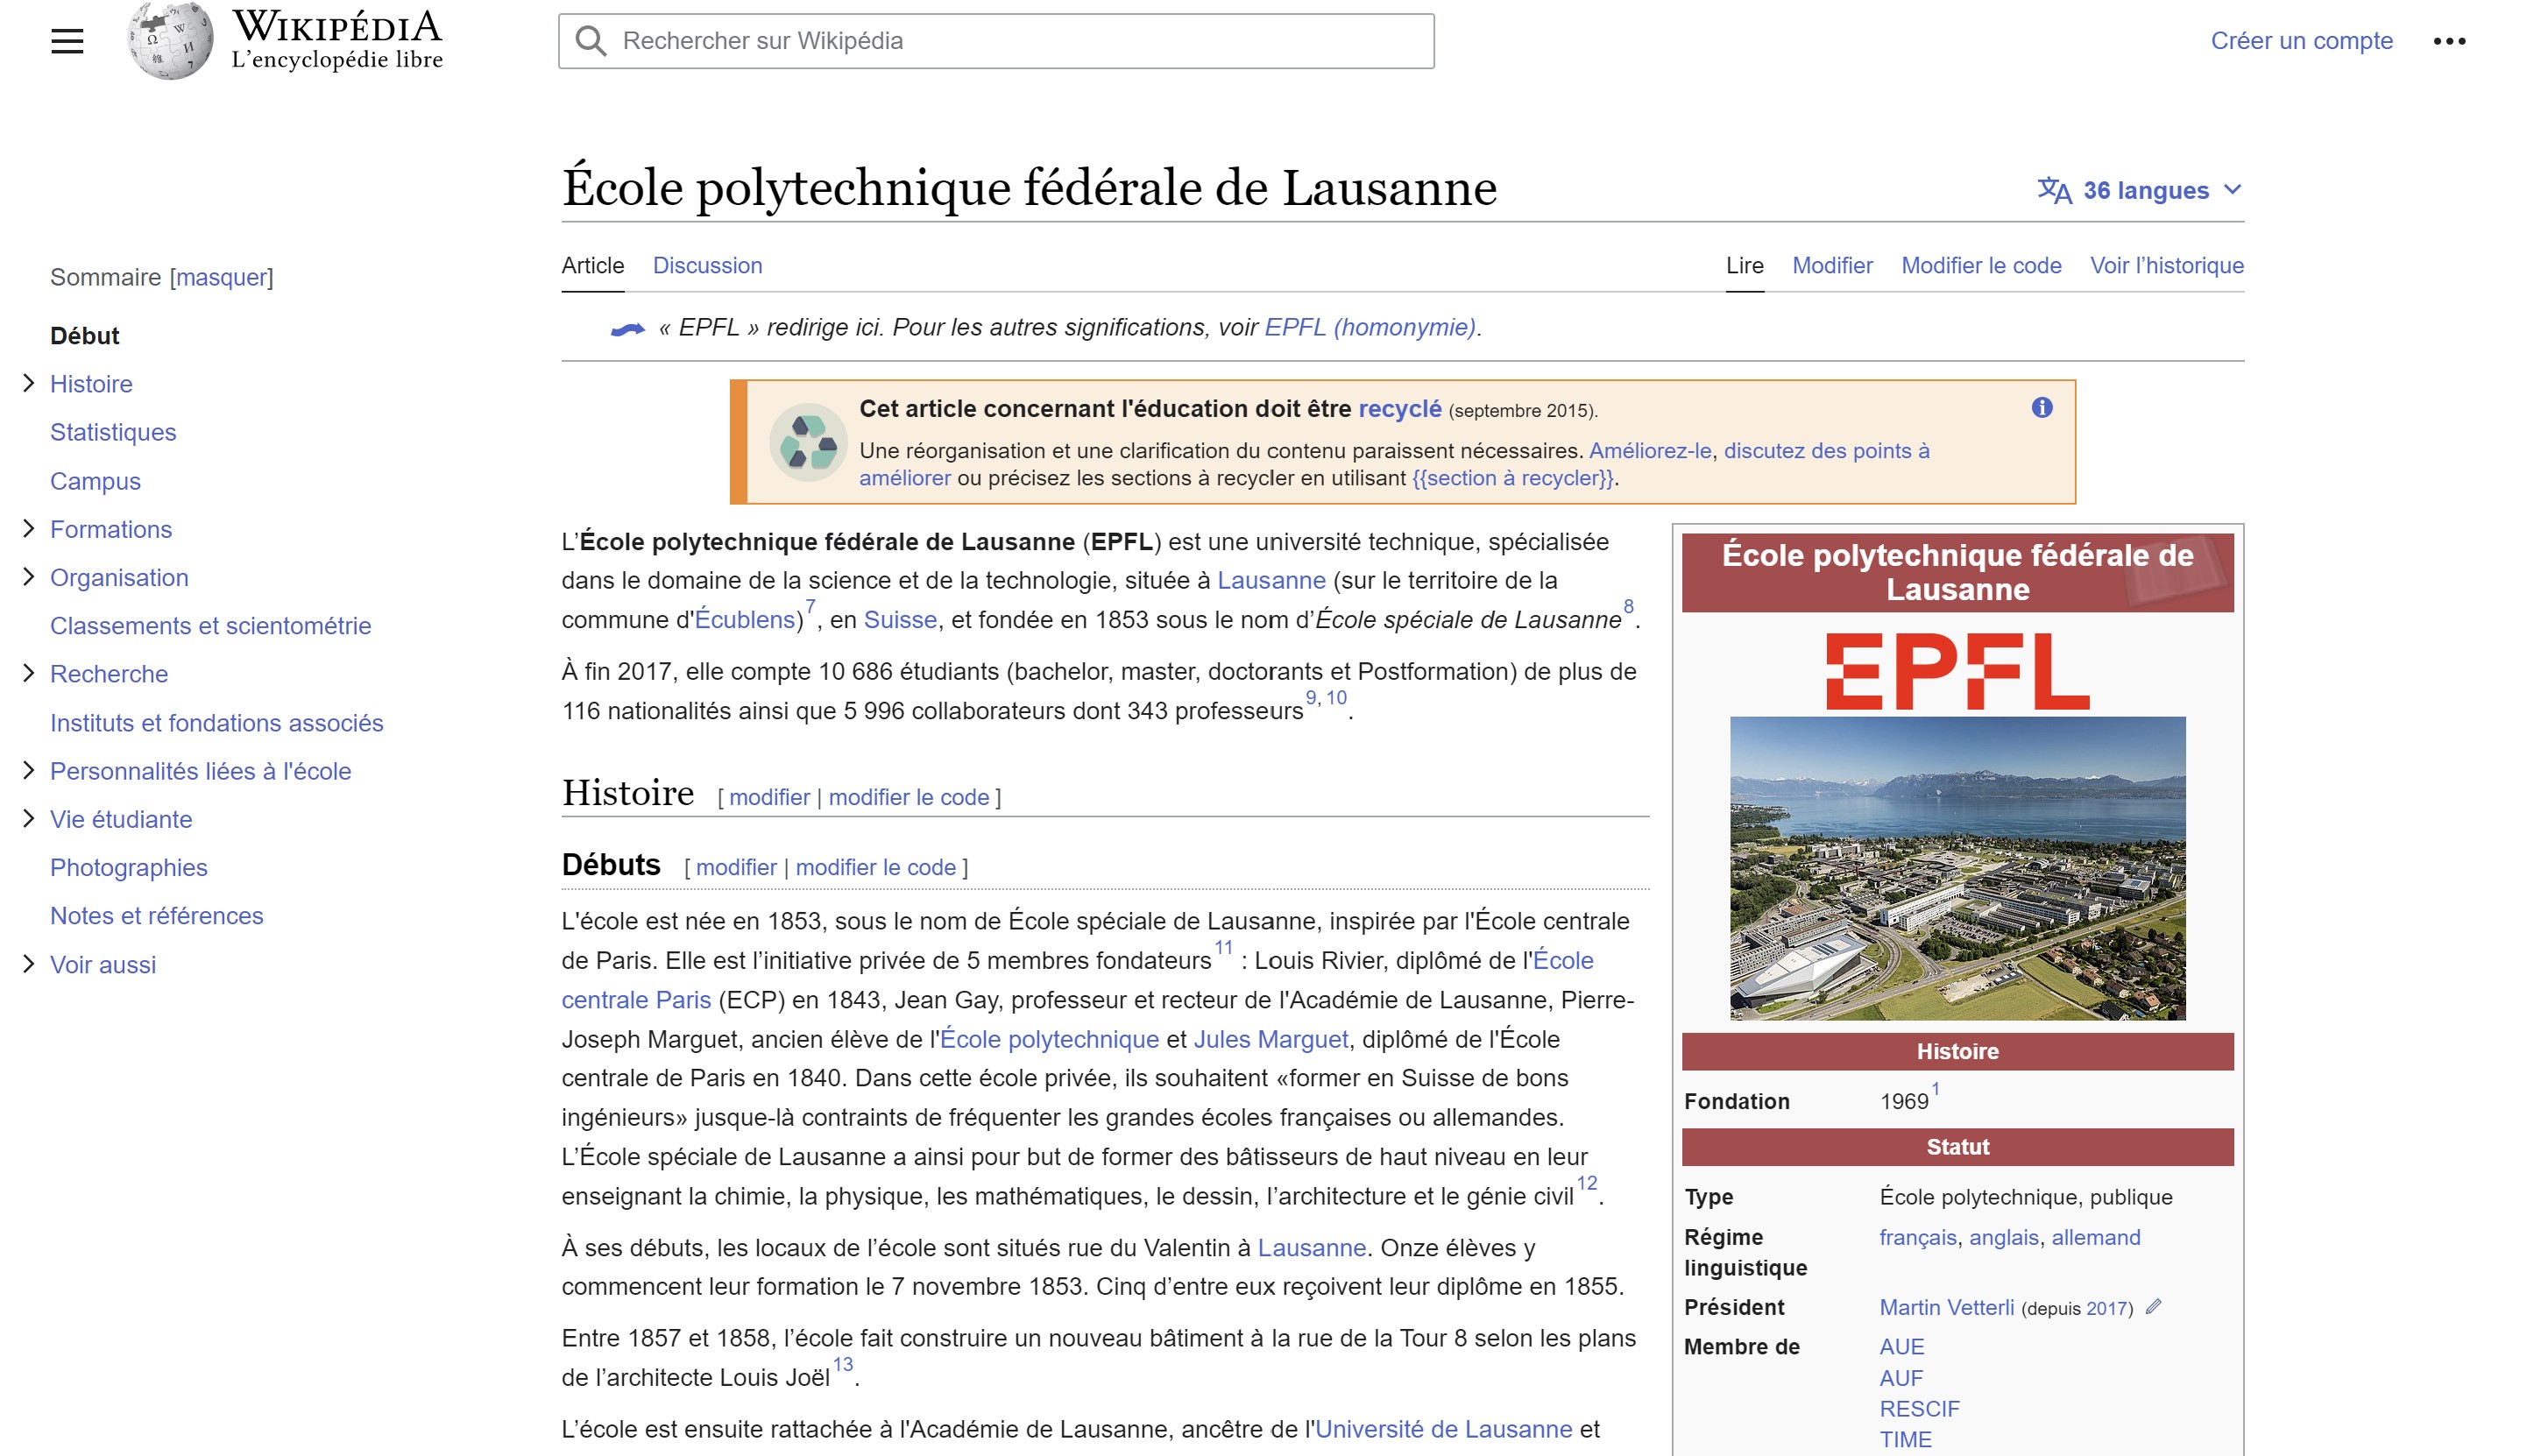 WIKIPÉDIA
L'encyclopédie libre
Rechercher sur Wikipédia
Créer un compte
École polytechnique fédérale de Lausanne
36 langues
Article
Discussion
Lire
Modifier
Modifier le code
Voir l’historique
Sommaire [masquer]
Début
Histoire
Statistiques
Campus
Formations
Organisation
Classements et scientométrie
Recherche
Instituts et fondations associés
Personnalités liées à l'école
Vie étudiante
Photographies
Notes et références
Voir aussi
« EPFL » redirige ici. Pour les autres significations, voir EPFL (homonymie).
Cet article concernant l'éducation doit être recyclé (septembre 2015).
Une réorganisation et une clarification du contenu paraissent nécessaires. Améliorez-le, discutez des points à
améliorer ou précisez les sections à recycler en utilisant {{section à recycler}}.
L’École polytechnique fédérale de Lausanne (EPFL) est une université technique, spécialisée
dans le domaine de la science et de la technologie, située à Lausanne (sur le territoire de la
commune d'Écublens)7, en Suisse, et fondée en 1853 sous le nom d’École spéciale de Lausanne8.
À fin 2017, elle compte 10 686 étudiants (bachelor, master, doctorants et Postformation) de plus de
116 nationalités ainsi que 5 996 collaborateurs dont 343 professeurs9, 10.
Histoire [ modifier | modifier le code ]
Débuts [ modifier | modifier le code ]
L'école est née en 1853, sous le nom de École spéciale de Lausanne, inspirée par l'École centrale
de Paris. Elle est l’initiative privée de 5 membres fondateurs11 : Louis Rivier, diplômé de l'École
centrale Paris (ECP) en 1843, Jean Gay, professeur et recteur de l'Académie de Lausanne, Pierre-
Joseph Marguet, ancien élève de l'École polytechnique et Jules Marguet, diplômé de l'École
centrale de Paris en 1840. Dans cette école privée, ils souhaitent «former en Suisse de bons
ingénieurs» jusque-là contraints de fréquenter les grandes écoles françaises ou allemandes.
L’École spéciale de Lausanne a ainsi pour but de former des bâtisseurs de haut niveau en leur
enseignant la chimie, la physique, les mathématiques, le dessin, l’architecture et le génie civil12.
À ses débuts, les locaux de l’école sont situés rue du Valentin à Lausanne. Onze élèves y
commencent leur formation le 7 novembre 1853. Cinq d’entre eux reçoivent leur diplôme en 1855.
Entre 1857 et 1858, l’école fait construire un nouveau bâtiment à la rue de la Tour 8 selon les plans
de l’architecte Louis Joël13.
L’école est ensuite rattachée à l'Académie de Lausanne, ancêtre de l'Université de Lausanne et
École polytechnique fédérale de
Lausanne
EPFL
Histoire
Fondation 19691
Statut
Type École polytechnique, publique
Régime français, anglais, allemand
linguistique
Président Martin Vetterli (depuis 2017)
Membre de AUE
AUF
RESCIF
TIME